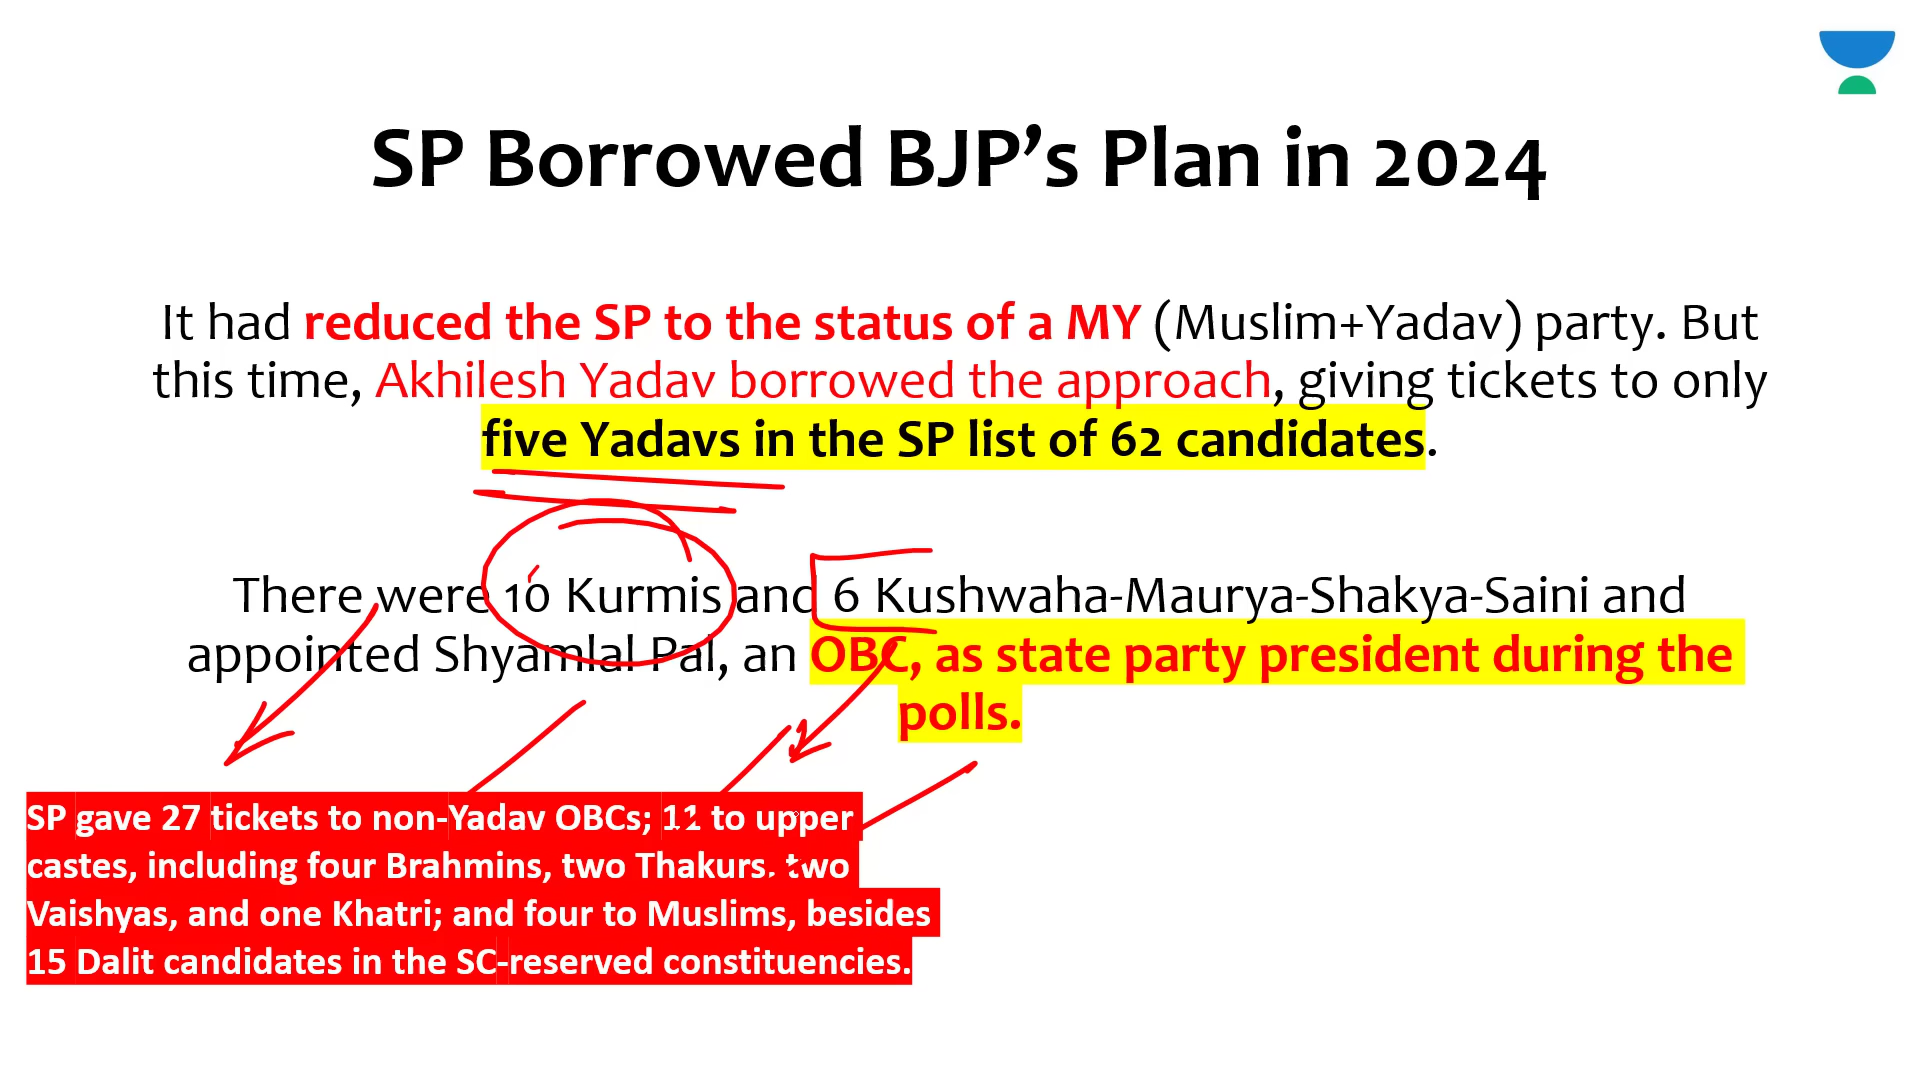 SP Borrowed BJP’s Plan in 2024
It had reduced the SP to the status of a MY (Muslim+Yadav) party. But
this time, Akhilesh Yadav borrowed the approach, giving tickets to only
five Yadavs in the SP list of 62 candidates.
There were 10 Kurmis and 6 Kushwaha-Maurya-Shakya-Saini and
appointed Shyamlal Pal, an OBC, as state party president during the
polls.
SP gave 27 tickets to non-Yadav OBCs; 11 to upper
castes, including four Brahmins, two Thakurs, two
Vaishyas, and one Khatri; and four to Muslims, besides
15 Dalit candidates in the SC-reserved constituencies.